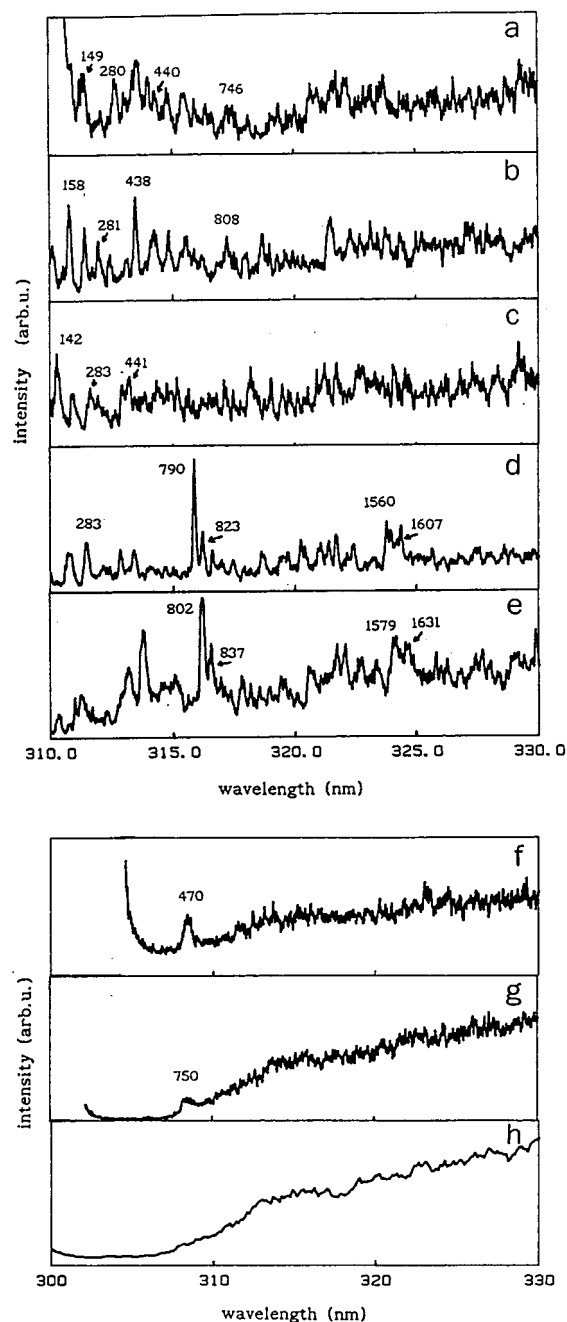 a
149
280
440
746
b
158
281
438
808
c
142
283
441
d
283
790
823
1560
1607
e
802
837
1579
1631
310.0 315.0 320.0 325.0 330.0
wavelength (nm)
intensity (arb.u.)
f
470
g
750
h
300 310 320 330
wavelength (nm)
intensity (arb.u.)